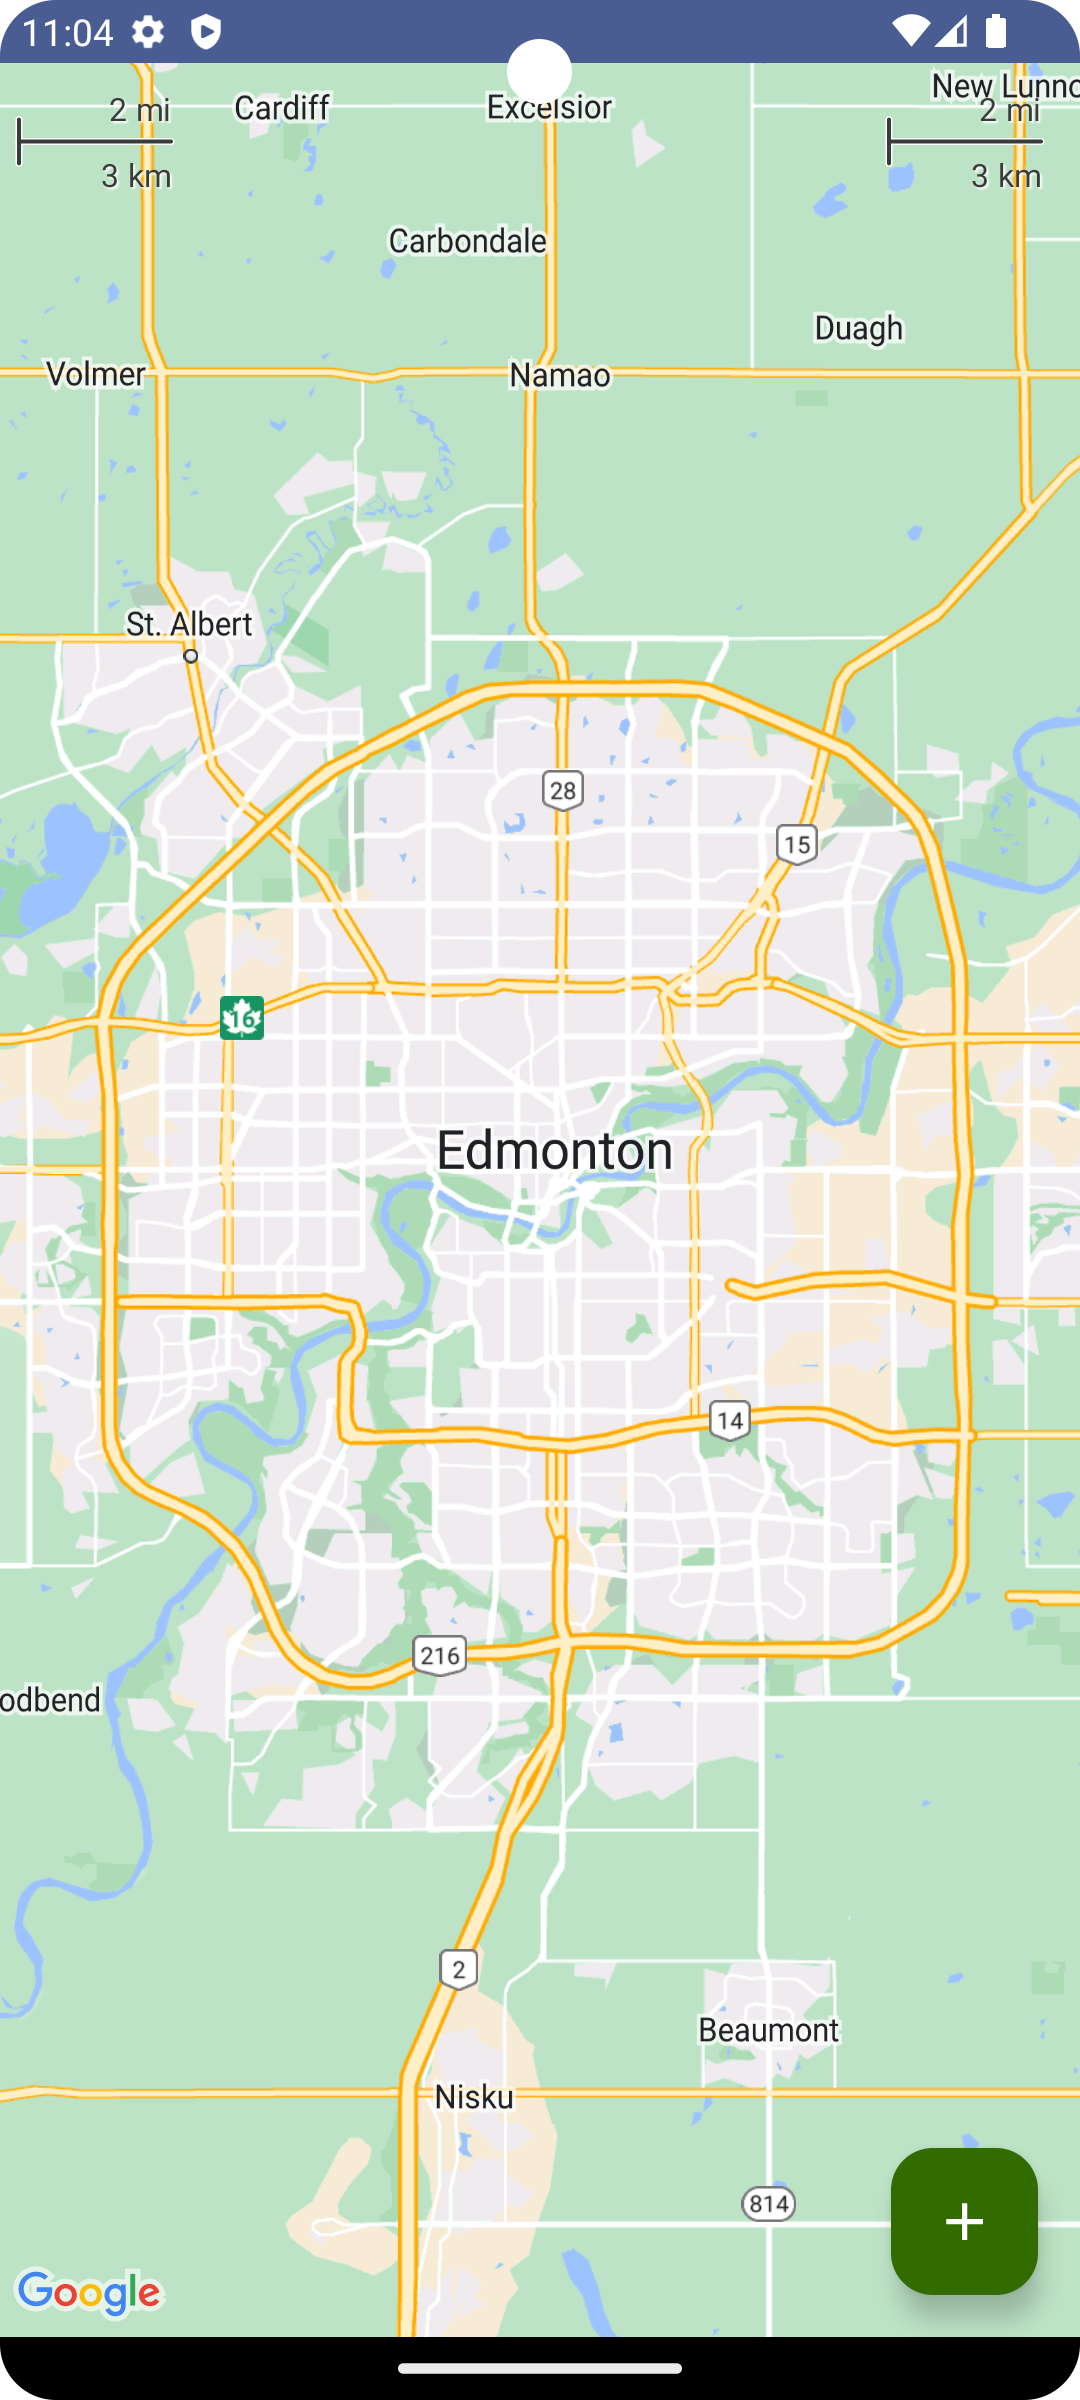 11:04
New Lunno
2 mi
Cardiff
Excelsior
2 mi
3 km
3 km
Carbondale
Duagh
Volmer
Namao
St. Albert
28
15
16
Edmonton
14
216
odbend
2
Beaumont
Nisku
814
+
Google